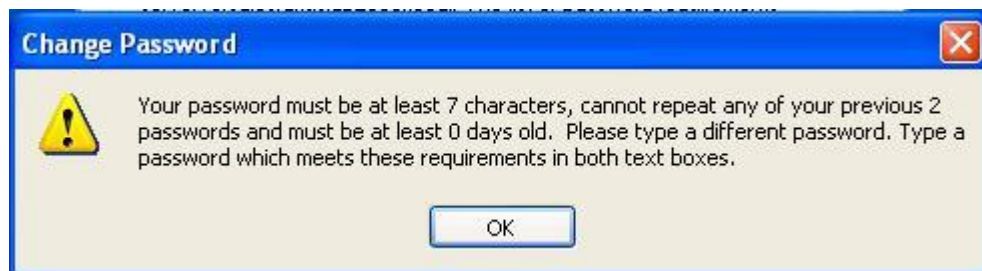 Change Password
Your password must be at least 7 characters, cannot repeat any of your previous 2
passwords and must be at least 0 days old.  Please type a different password. Type a
password which meets these requirements in both text boxes.
OK